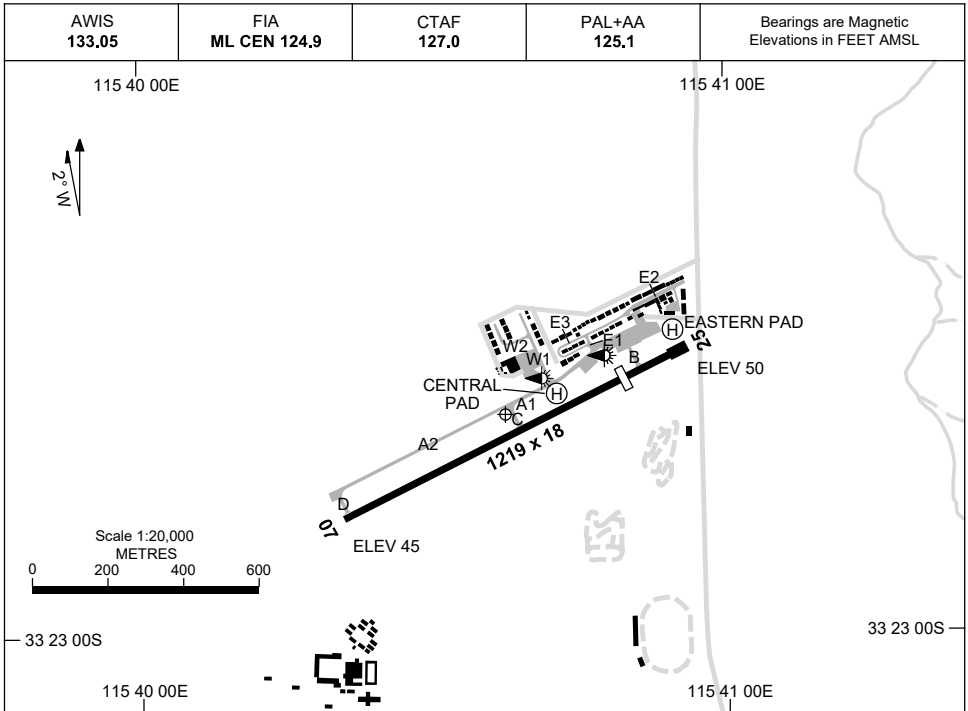 AWIS
133.05
FIA
ML CEN 124.9
CTAF
127.0
PAL+AA
125.1
Bearings are Magnetic
Elevations in FEET AMSL
115 40 00E
115 41 00E
2° W
E2
E3
EASTERN PAD
H
E1
W2
W1
B
25
ELEV 50
CENTRAL
PAD
H
A1
C
1219 x 18
A2
D
07
ELEV 45
Scale 1:20,000
METRES
0 200 400 600
33 23 00S
33 23 00S
115 40 00E
115 41 00E